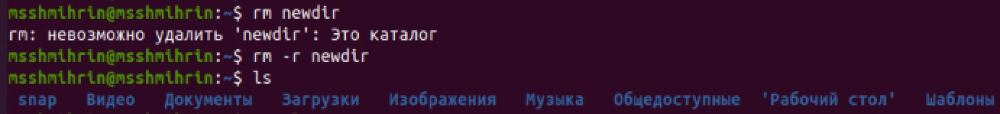 msshmihrin@msshmihrin:~$ rm newdir
rm: невозможно удалить 'newdir': Это каталог
msshmihrin@msshmihrin:~$ rm -r newdir
msshmihrin@msshmihrin:~$ ls
snap Видео Документы Загрузки Изображения Музыка Общедоступные 'Рабочий стол' Шаблоны